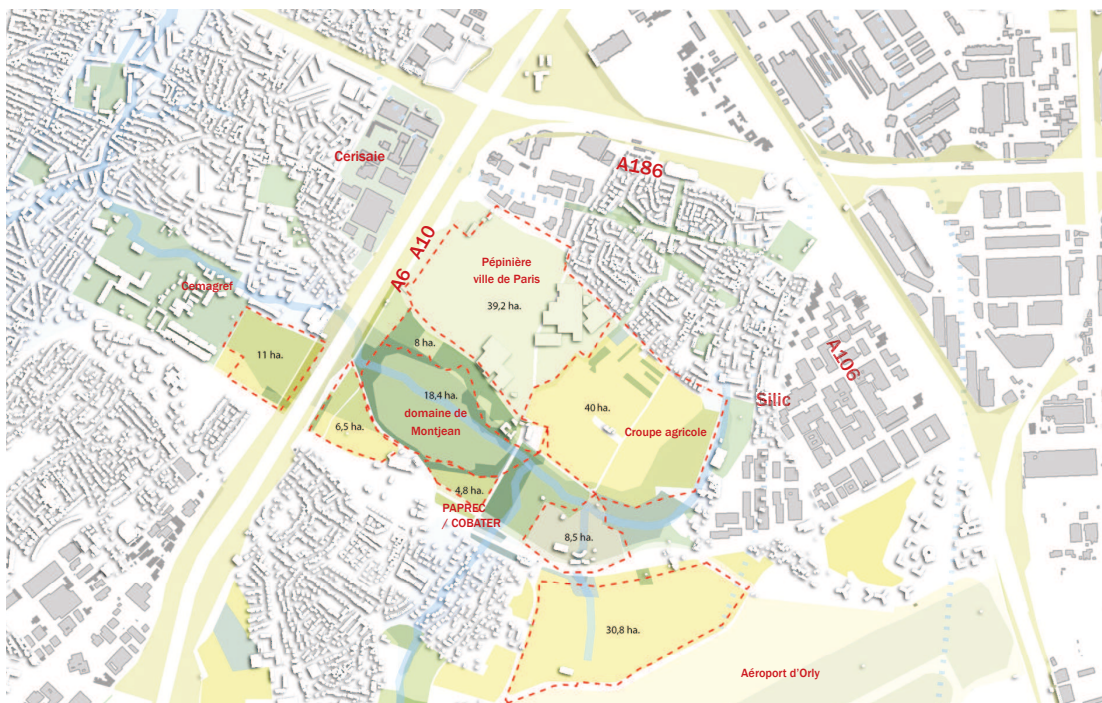 Cerisaie
A186
A6 A10
Pépinière
ville de Paris
39,2 ha.
Cemagref
11 ha.
8 ha.
A106
18,4 ha.
domaine de
Montjean
6,5 ha.
40 ha.
Croupe agricole
Silic
4,8 ha.
PAPREC
/ COBATER
8,5 ha.
30,8 ha.
Aéroport d'Orly